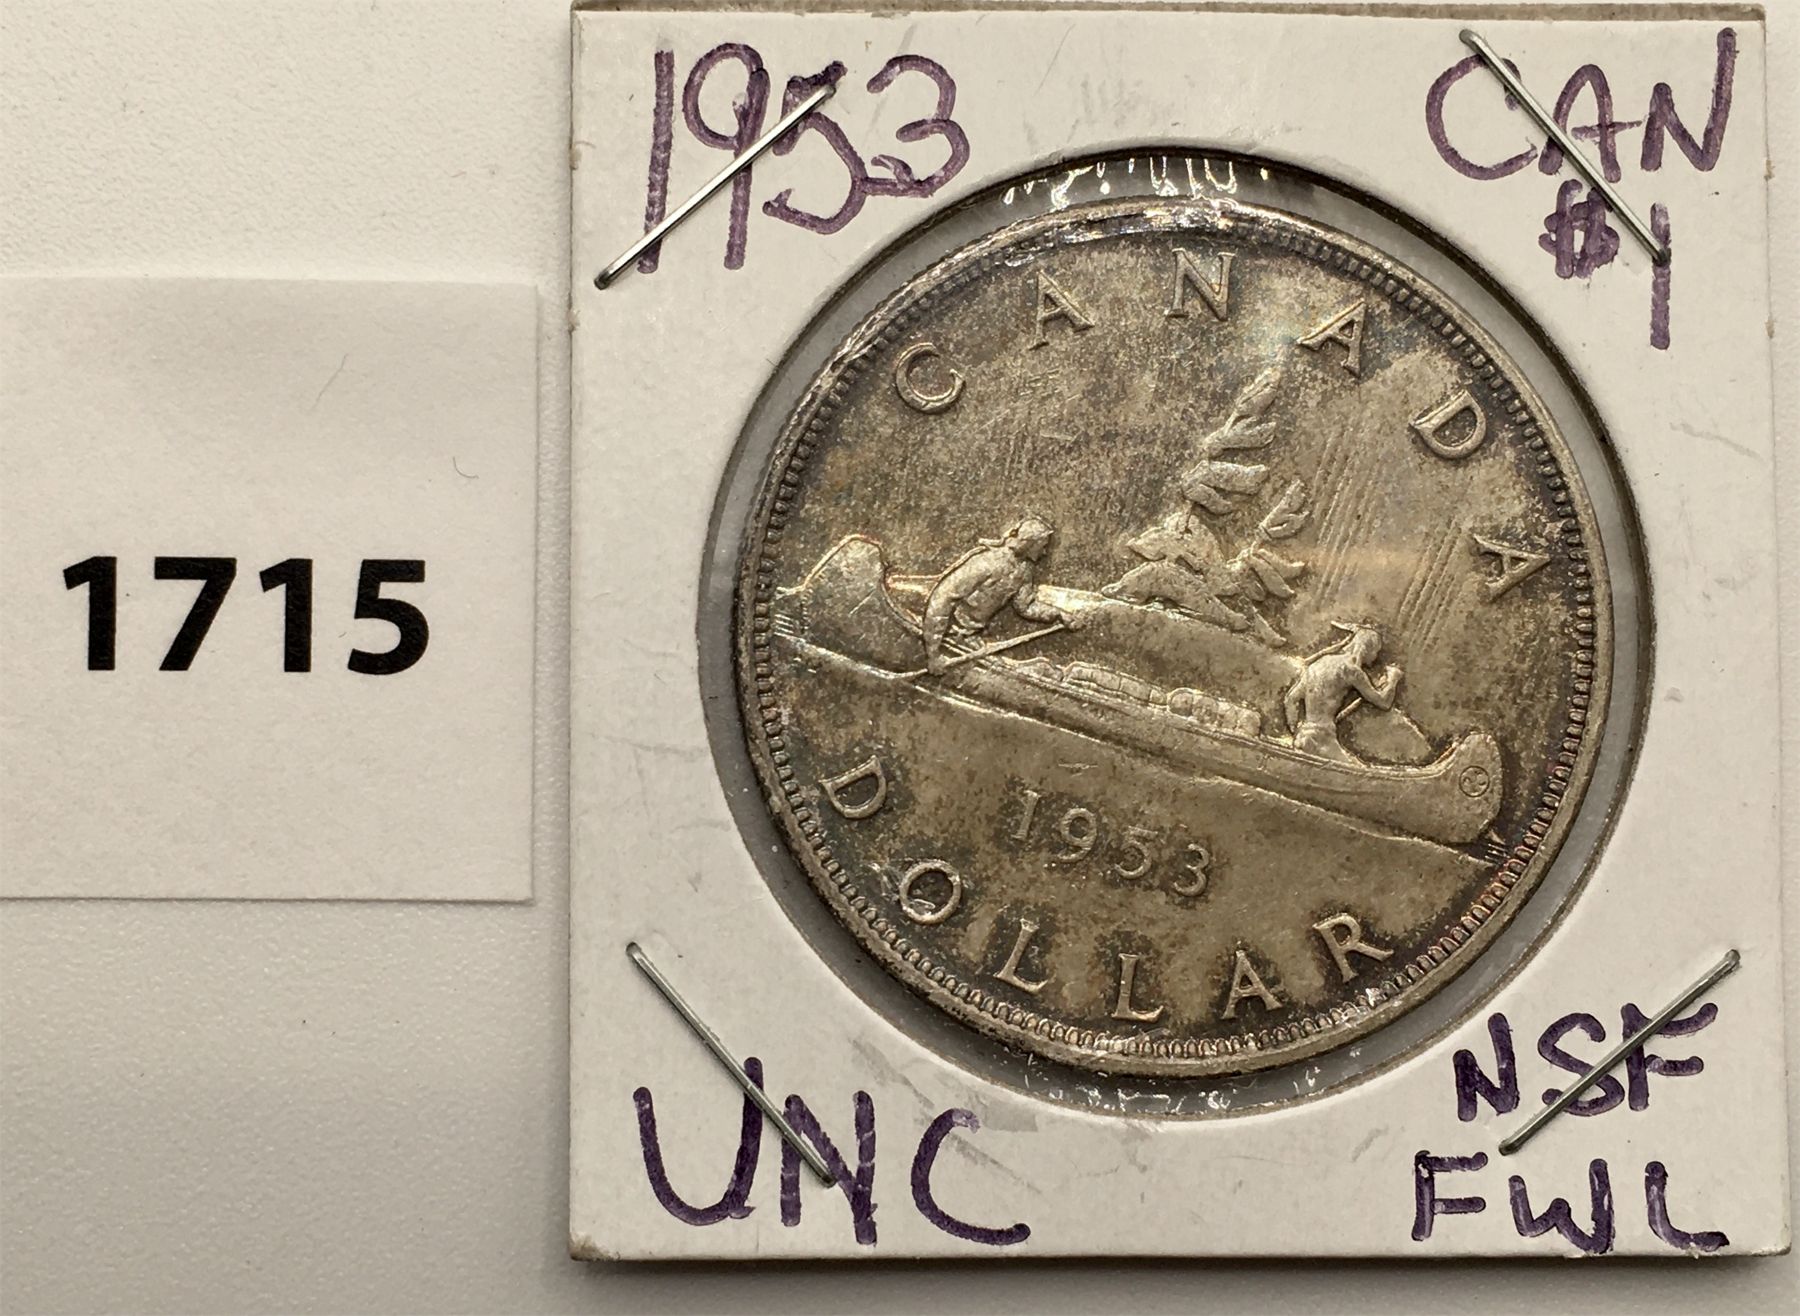 1953
CAN
$1
CANADA
1715
1953
DOLLAR
UNC
NSF
FWL